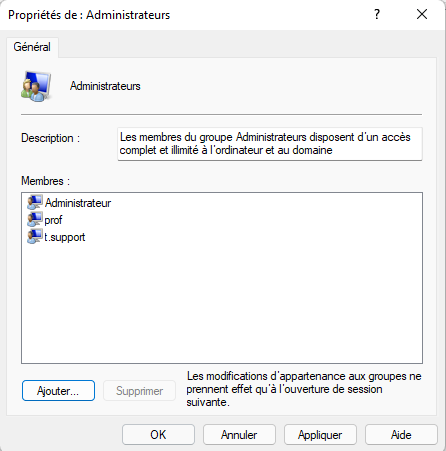 Propriétés de : Administrateurs
?
Général
Administrateurs
Description :
Les membres du groupe Administrateurs disposent d'un accès
complet et illimité à l'ordinateur et au domaine
Membres :
Administrateur
prof
t.support
Ajouter...
Supprimer
Les modifications d'appartenance aux groupes ne
prennent effet qu'à l'ouverture de session
suivante.
OK
Annuler
Appliquer
Aide